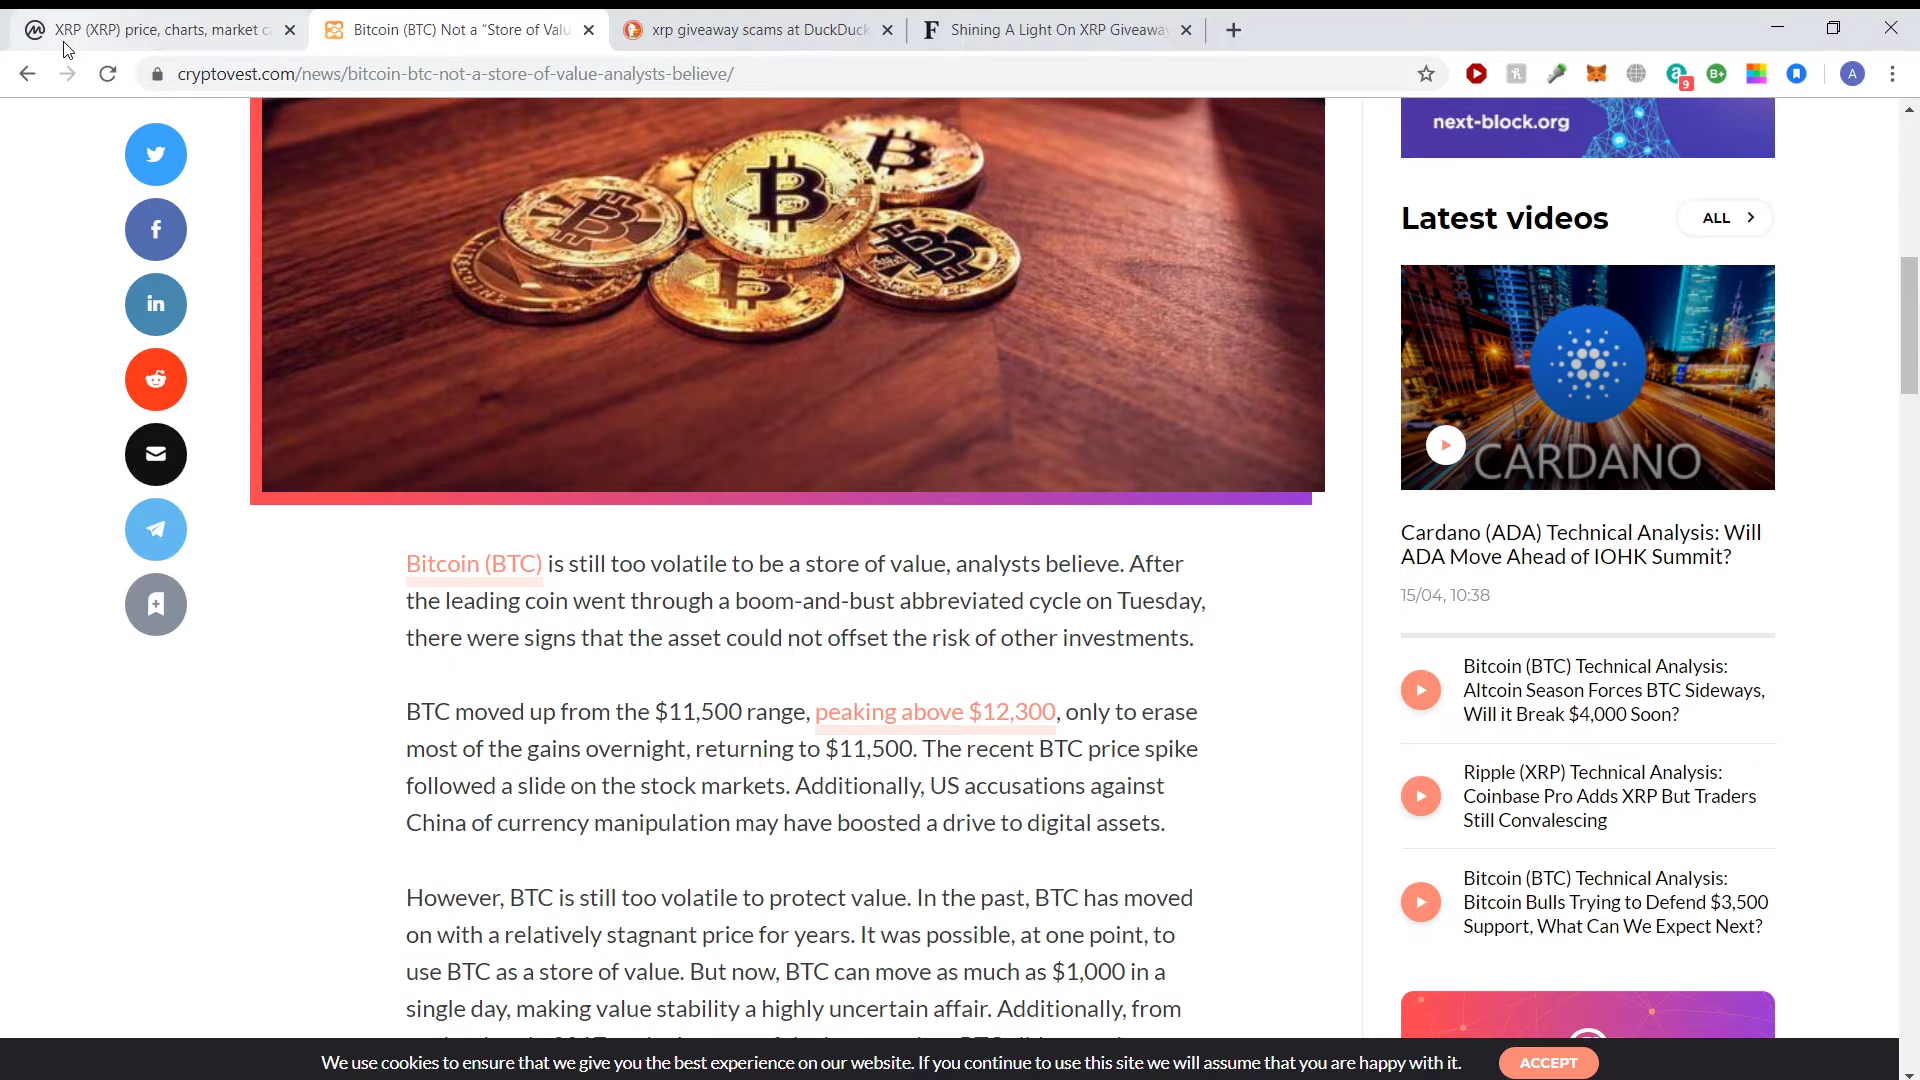 XRP (XRP) price, charts, market ca
Bitcoin (BTC) Not a "Store of Valu
xrp giveaway scams at DuckDuck
Shining A Light On XRP Giveawa
cryptovest.com/news/bitcoin-btc-not-a-store-of-value-analysts-believe/
9
B+
A
next-block.org
Latest videos
ALL
CARDANO
Cardano (ADA) Technical Analysis: Will
ADA Move Ahead of IOHK Summit?
15/04, 10:38
Bitcoin (BTC) Technical Analysis:
Altcoin Season Forces BTC Sideways,
Will it Break $4,000 Soon?
Ripple (XRP) Technical Analysis:
Coinbase Pro Adds XRP But Traders
Still Convalescing
Bitcoin (BTC) Technical Analysis:
Bitcoin Bulls Trying to Defend $3,500
Support, What Can We Expect Next?
Bitcoin (BTC) is still too volatile to be a store of value, analysts believe. After
the leading coin went through a boom-and-bust abbreviated cycle on Tuesday,
there were signs that the asset could not offset the risk of other investments.
BTC moved up from the $11,500 range, peaking above $12,300, only to erase
most of the gains overnight, returning to $11,500. The recent BTC price spike
followed a slide on the stock markets. Additionally, US accusations against
China of currency manipulation may have boosted a drive to digital assets.
However, BTC is still too volatile to protect value. In the past, BTC has moved
on with a relatively stagnant price for years. It was possible, at one point, to
use BTC as a store of value. But now, BTC can move as much as $1,000 in a
single day, making value stability a highly uncertain affair. Additionally, from
We use cookies to ensure that we give you the best experience on our website. If you continue to use this site we will assume that you are happy with it.
ACCEPT